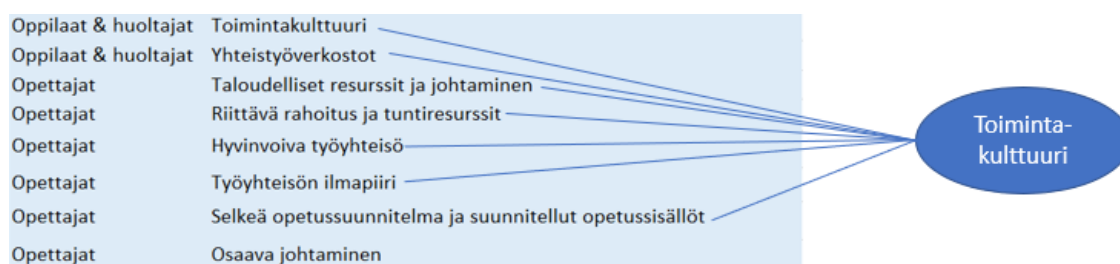 Oppilaat & huoltajat Toimintakulttuuri
Oppilaat & huoltajat Yhteistyöverkostot
Opettajat Taloudelliset resurssit ja johtaminen
Opettajat Riittävä rahoitus ja tuntiresurssit
Opettajat Hyvinvoiva työyhteisö
Opettajat Työyhteisön ilmapiiri
Opettajat Selkeä opetussuunnitelma ja suunnitellut opetussisällöt
Opettajat Osaava johtaminen
Toiminta-
kulttuuri